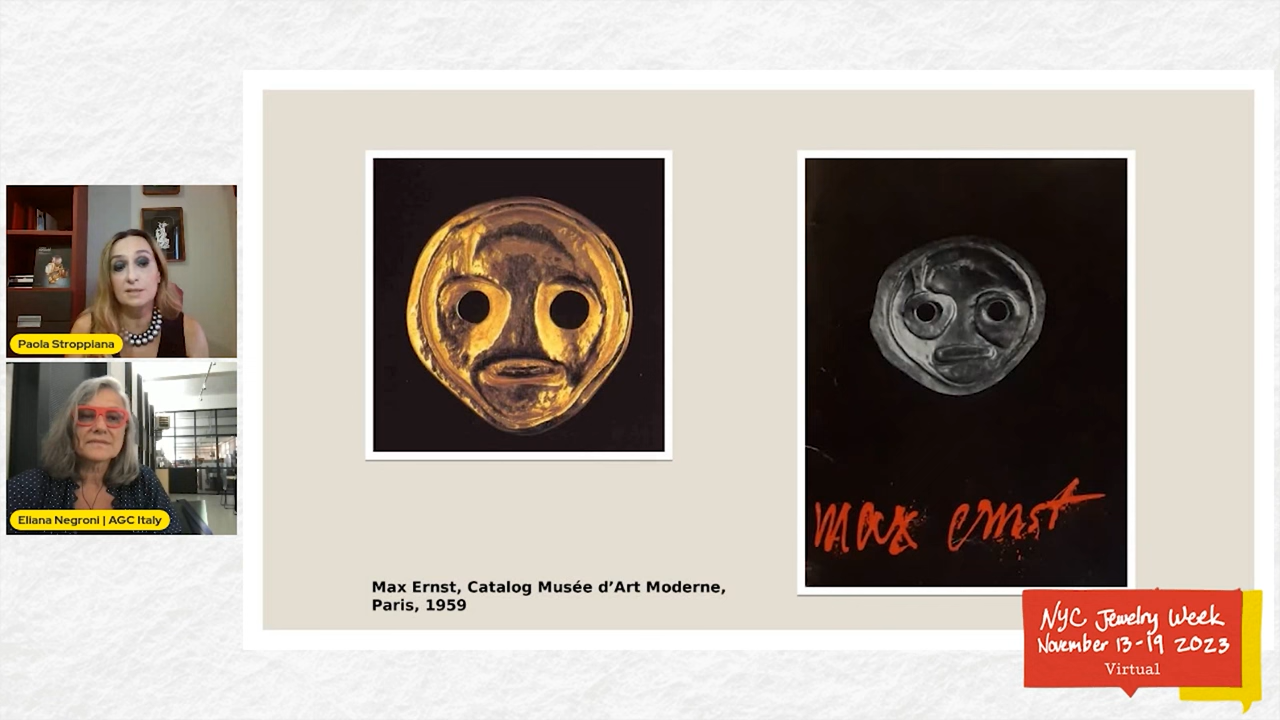 Paola Stroppiana
Eliana Negroni | AGC Italy
Max Ernst, Catalog Musée d’Art Moderne,
Paris, 1959
max ernst
NYC Jewelry Week
November 13-19 2023
Virtual